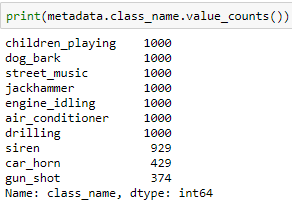 print(metadata.class_name.value_counts())
children_playing 1000
dog_bark 1000
street_music 1000
jackhammer 1000
engine_idling 1000
air_conditioner 1000
drilling 1000
siren 929
car_horn 429
gun_shot 374
Name: class_name, dtype: int64